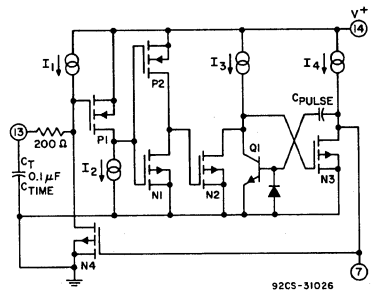 V+
14
I1
P2
I3
I4
CPULSE
13
200 Ω
P1
CT
0.1 μF
CTIME
I2
Q1
N1
N2
N3
N4
7
92CS-31026